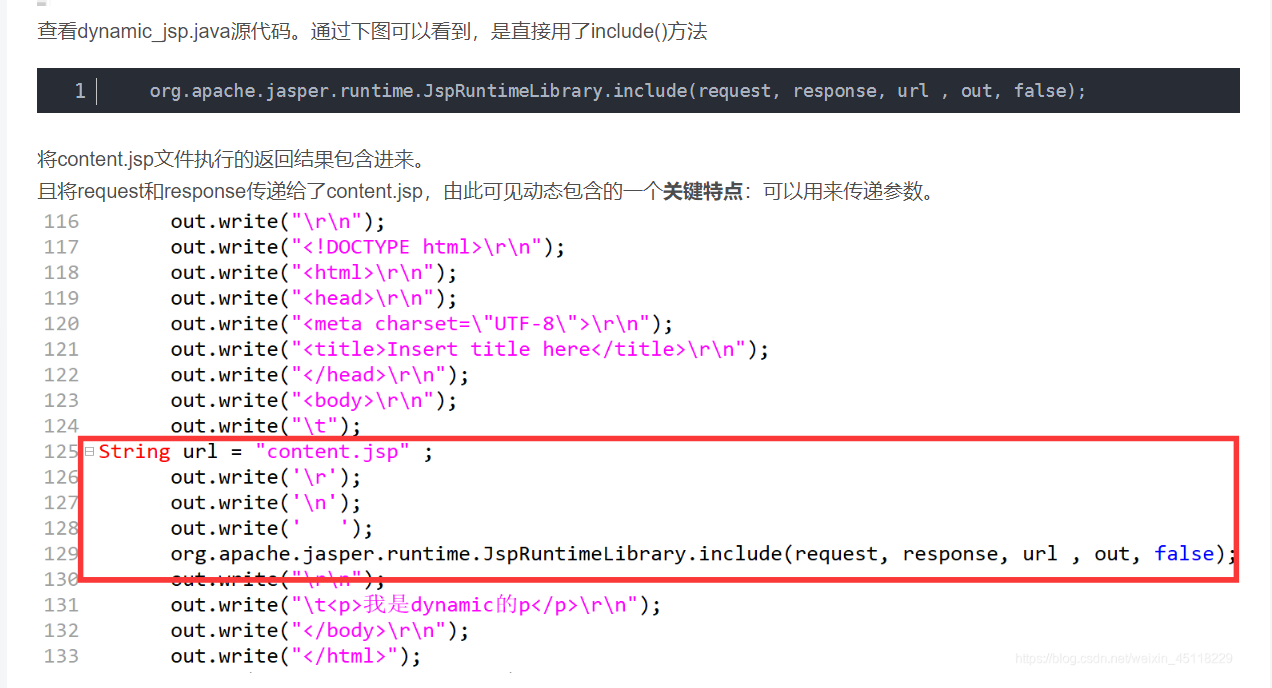 查看dynamic_jsp.java源代码。通过下图可以看到，是直接用了include()方法
1 org.apache.jasper.runtime.JspRuntimeLibrary.include(request, response, url , out, false);
将content.jsp文件执行的返回结果包含进来。
且将request和response传递给了content.jsp，由此可见动态包含的一个关键特点：可以用来传递参数。
116 out.write("\r\n");
117 out.write("<!DOCTYPE html>\r\n");
118 out.write("<html>\r\n");
119 out.write("<head>\r\n");
120 out.write("<meta charset=\"UTF-8\">\r\n");
121 out.write("<title>Insert title here</title>\r\n");
122 out.write("</head>\r\n");
123 out.write("<body>\r\n");
124 out.write("\t");
125 String url = "content.jsp" ;
126 out.write('\r');
127 out.write('\n');
128 out.write('   ');
129 org.apache.jasper.runtime.JspRuntimeLibrary.include(request, response, url , out, false);
130 out.write("\r\n");
131 out.write("\t<p>我是dynamic的p</p>\r\n");
132 out.write("</body>\r\n");
133 out.write("</html>");
https://blog.csdn.net/weixin_45118229